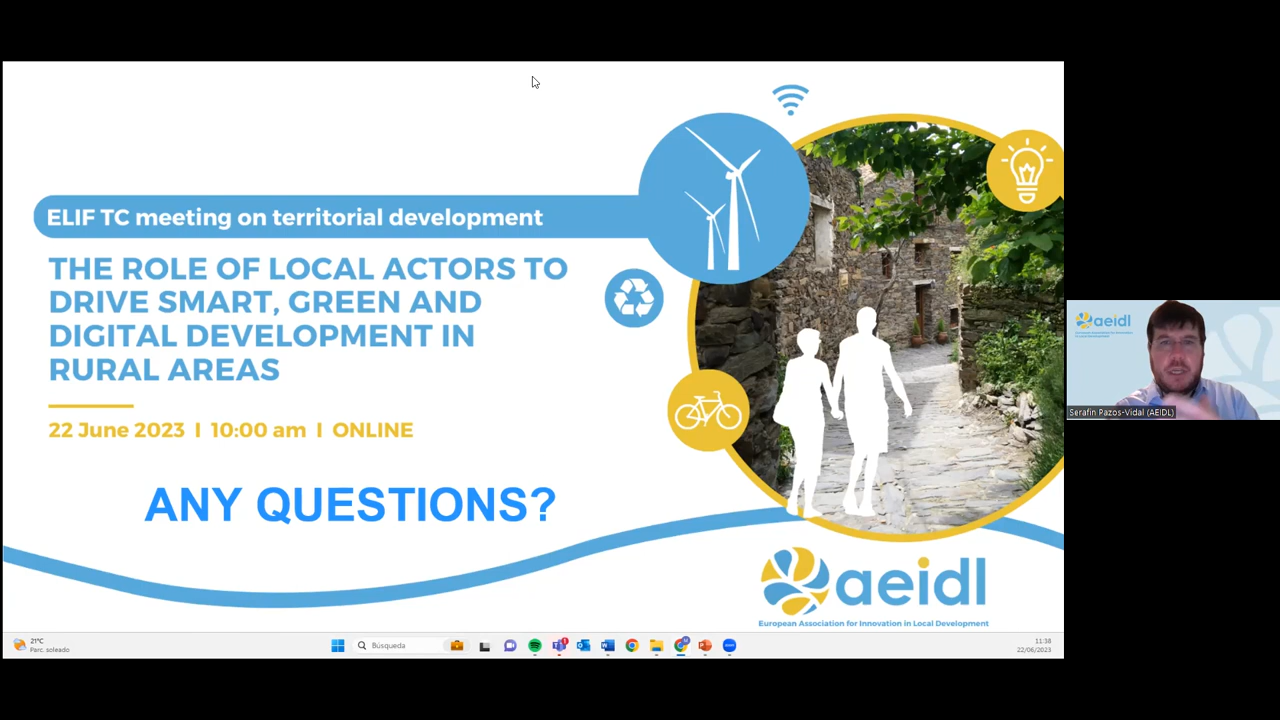 ELIF TC meeting on territorial development
THE ROLE OF LOCAL ACTORS TO
DRIVE SMART, GREEN AND
DIGITAL DEVELOPMENT IN
RURAL AREAS
22 June 2023 I 10:00 am I ONLINE
ANY QUESTIONS?
aeidl
European Association for Innovation in Local Development
aeidl
Serafín Pazos-Vidal (AEIDL)
21°C
Parc. soleado
Búsqueda
1
11:38
22/06/2023